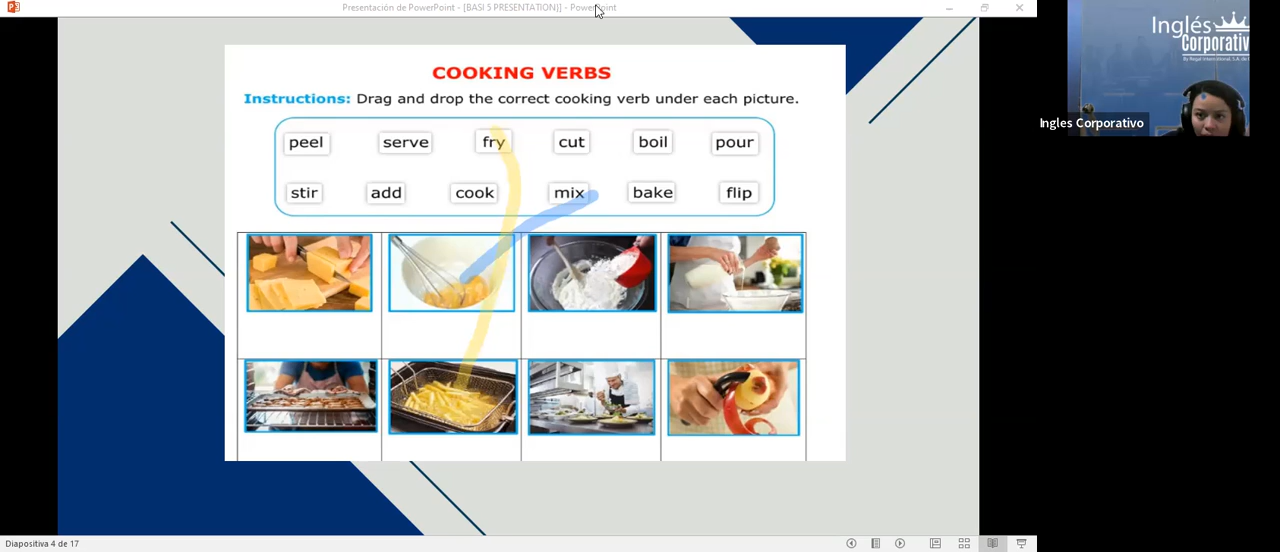 Presentación de PowerPoint - [BASI 5 PRESENTATION)] - PowerPoint
COOKING VERBS
Instructions: Drag and drop the correct cooking verb under each picture.
peel serve fry cut boil pour
stir add cook mix bake flip
Diapositiva 4 de 17
Inglés
Corporativ
Ingles Corporativo